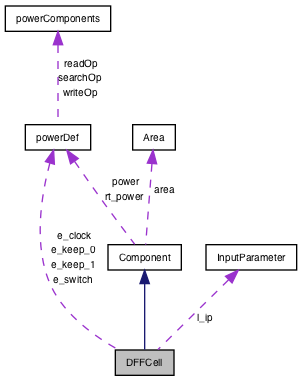 powerComponents
readOp
searchOp
writeOp
powerDef
Area
power
rt_power
area
e_clock
e_keep_0
e_keep_1
e_switch
Component
InputParameter
l_ip
DFFCell